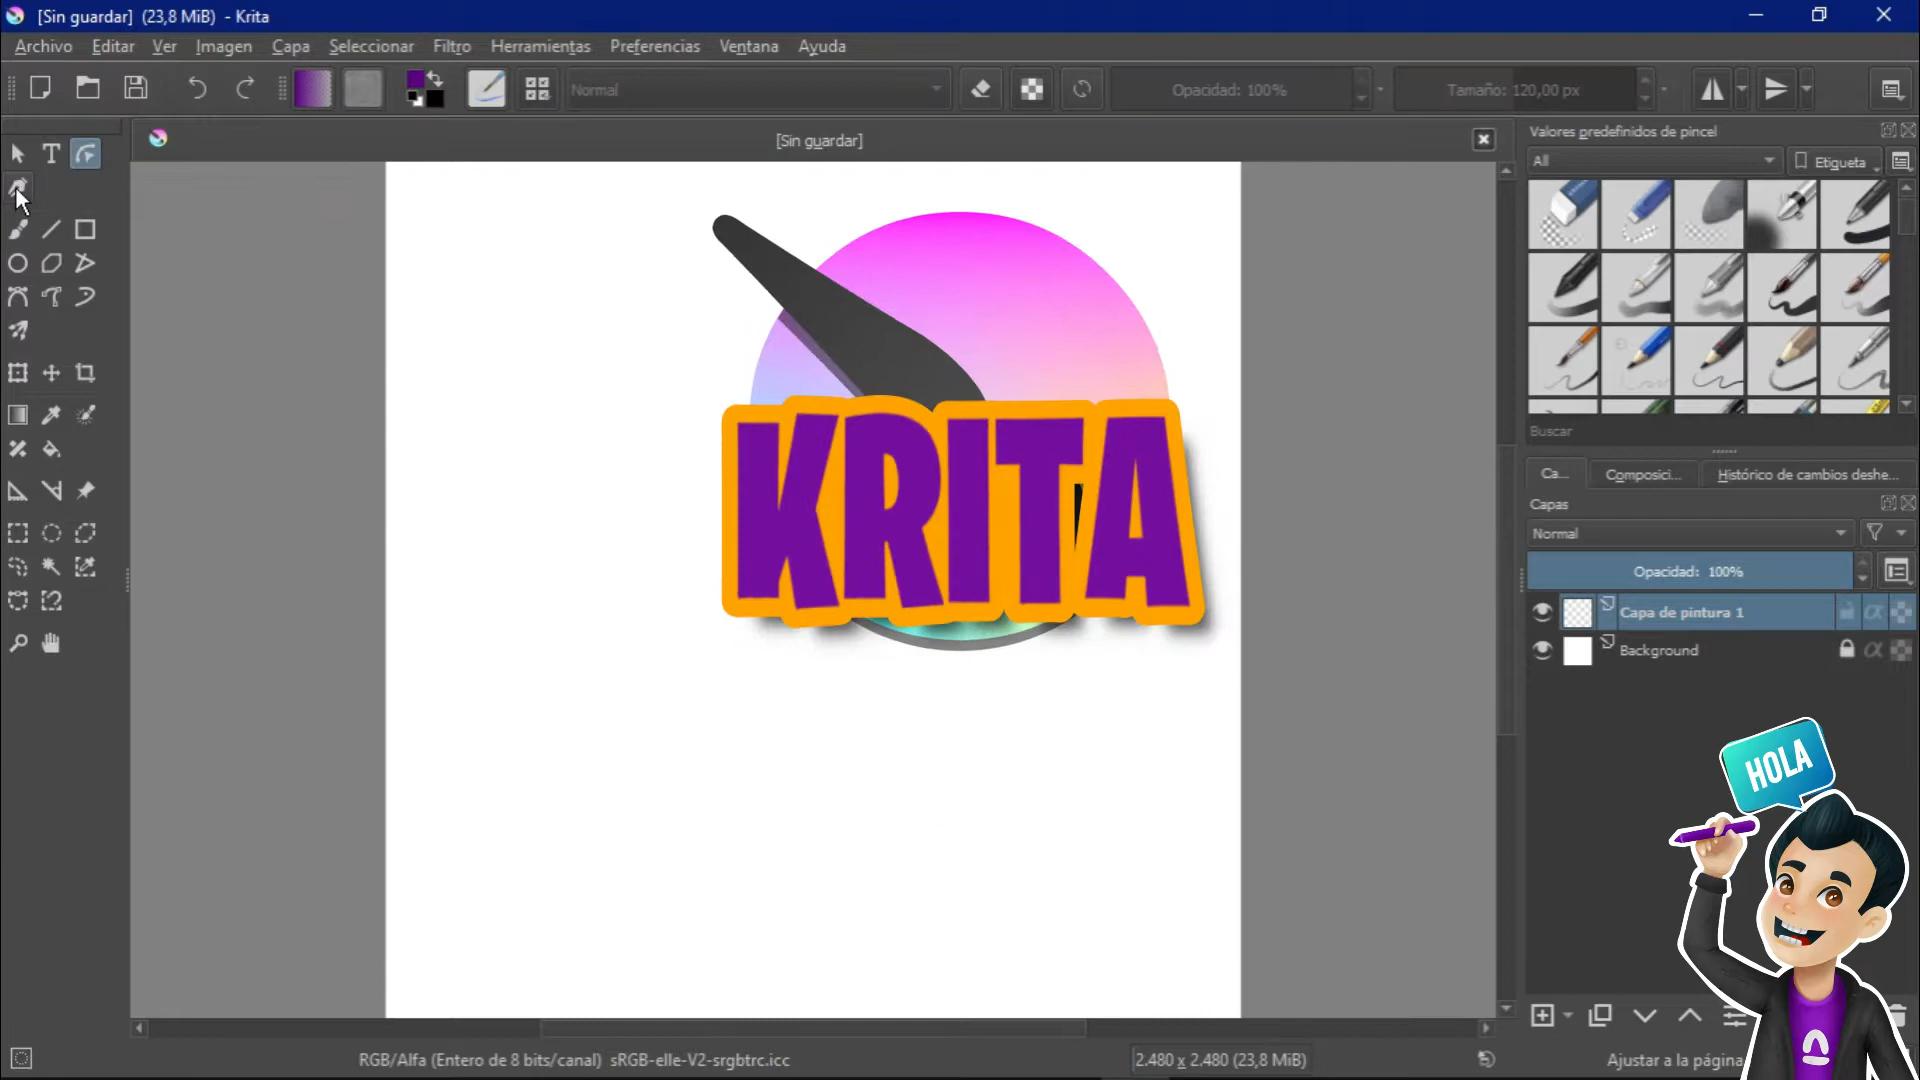 [Sin guardar] (23,8 MiB) - Krita
Archivo Editar Ver Imagen Capa Seleccionar Filtro Herramientas Preferencias Ventana Ayuda
Normal Opacidad: 100% Tamaño: 120,00 px
[Sin guardar]
Valores predefinidos de pincel
All Etiqueta
KRITA
Buscar
Ca... Composici... Histórico de cambios deshe...
Capas
Normal
Opacidad: 100%
Capa de pintura 1
Background
HOLA
RGB/Alfa (Entero de 8 bits/canal) sRGB-elle-V2-srgbtrc.icc 2.480 x 2.480 (23,8 MiB) Ajustar a la página